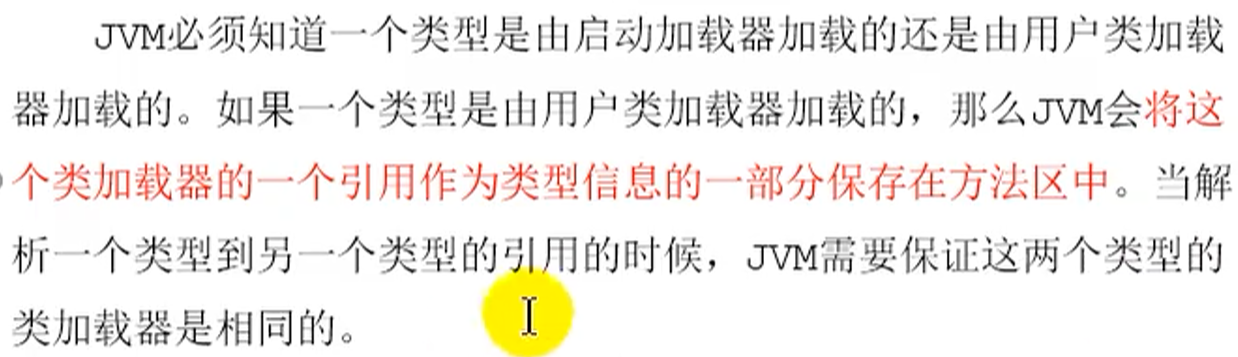 JVM必须知道一个类型是由启动加载器加载的还是由用户类加载
器加载的。如果一个类型是由用户类加载器加载的，那么JVM会将这
个类加载器的一个引用作为类型信息的一部分保存在方法区中。当解
析一个类型到另一个类型的引用的时候，JVM需要保证这两个类型的
类加载器是相同的。